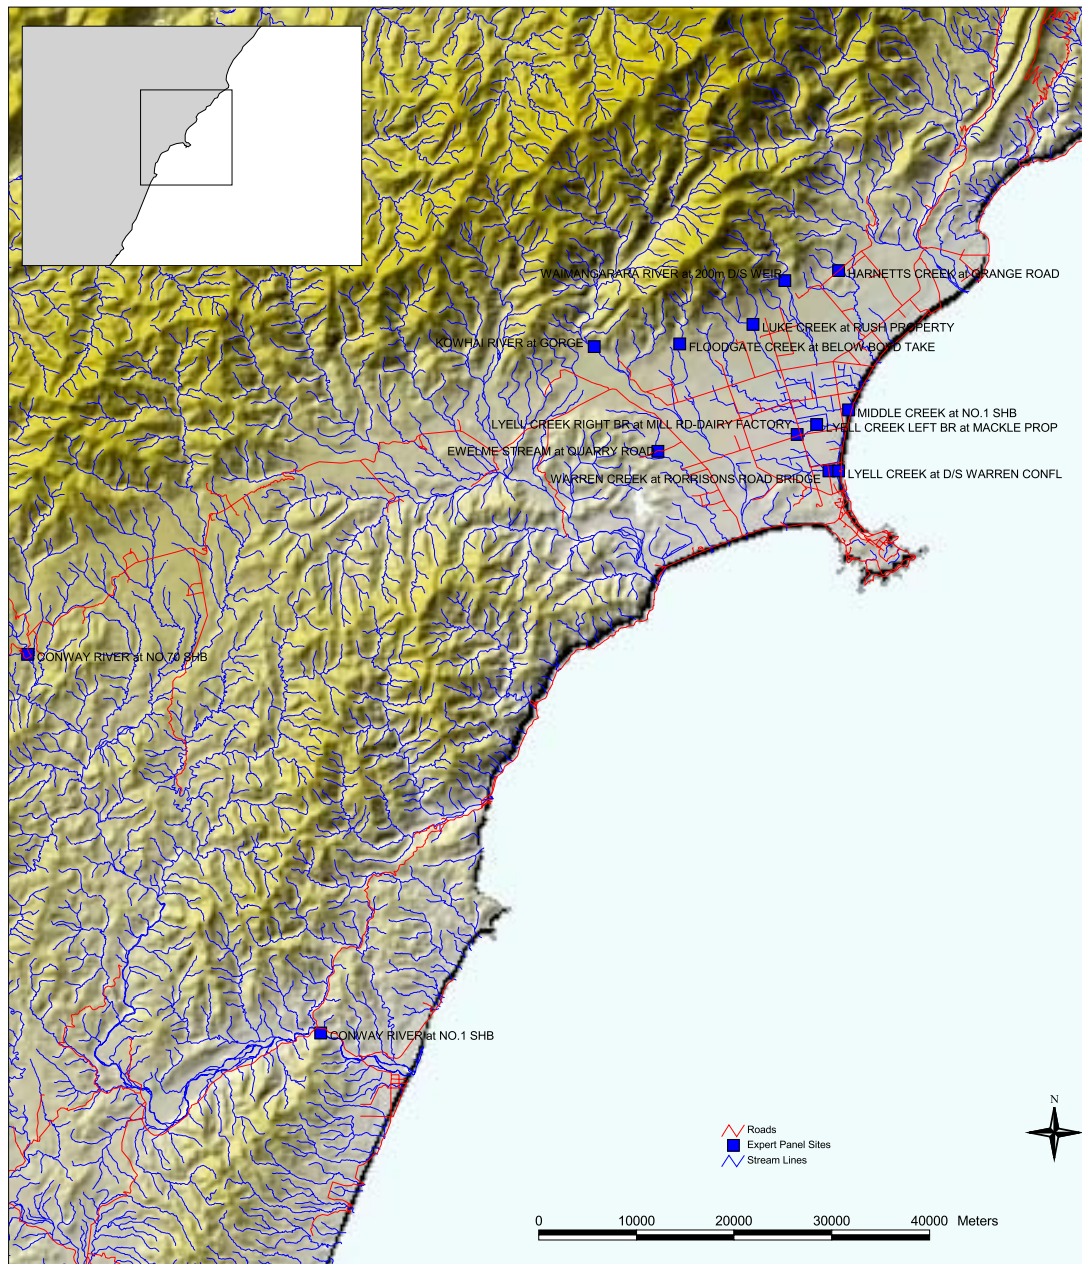 WAIMANGARARA RIVER at 200m D/S WEIR
HARNETTS CREEK at GRANGE ROAD
LUKE CREEK at RUSH PROPERTY
KOWHAI RIVER at GORGE
FLOODGATE CREEK at BELOW BOYD TAKE
MIDDLE CREEK at NO.1 SHB
LYELL CREEK RIGHT BR at MILL RD-DAIRY FACTORY
LYELL CREEK LEFT BR at MACKLE PROP
EWELME STREAM at QUARRY ROAD
WARREN CREEK at RORRISONS ROAD BRIDGE
LYELL CREEK at D/S WARREN CONFL
CONWAY RIVER at NO.70 SHB
CONWAY RIVER at NO.1 SHB
N
Roads
Expert Panel Sites
Stream Lines
0 10000 20000 30000 40000 Meters